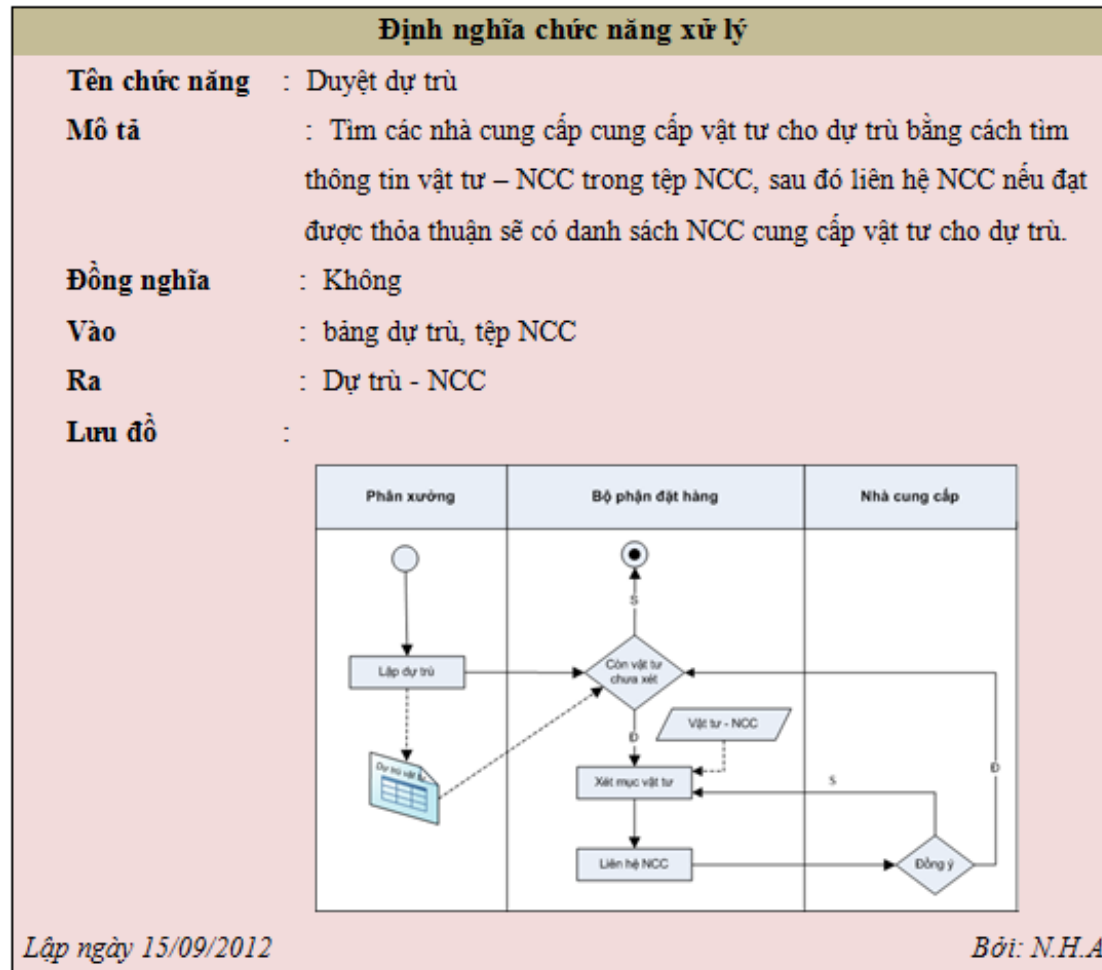 Định nghĩa chức năng xử lý
Tên chức năng : Duyệt dự trù
Mô tả : Tìm các nhà cung cấp cung cấp vật tư cho dự trù bằng cách tìm
thông tin vật tư – NCC trong tệp NCC, sau đó liên hệ NCC nếu đạt
được thỏa thuận sẽ có danh sách NCC cung cấp vật tư cho dự trù.
Đồng nghĩa : Không
Vào : bảng dự trù, tệp NCC
Ra : Dự trù - NCC
Lưu đồ :
Phân xưởng Bộ phận đặt hàng Nhà cung cấp
S
Lập dự trù
Còn vật tư
chưa xét
Vật tư - NCC
Đ
Dự trù vật tư
Xét mục vật tư
S
Đ
Liên hệ NCC
Đồng ý
Lập ngày 15/09/2012 Bởi: N.H.A